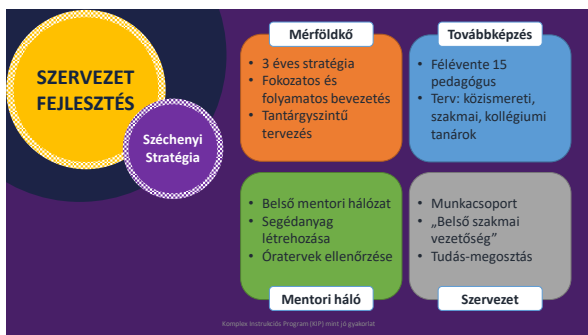 SZERVEZET
FEJLESZTÉS
Széchenyi
Stratégia
Mérföldkő
• 3 éves stratégia
• Fokozatos és
folyamatos bevezetés
• Tantárgyszintű
tervezés
Továbbképzés
• Félévente 15
pedagógus
• Terv: közismereti,
szakmai, kollégiumi
tanárok
• Belső mentori hálózat
• Segédanyag
létrehozása
• Óratervek ellenőrzése
Mentori háló
• Munkacsoport
• „Belső szakmai
vezetőség”
• Tudás-megosztás
Szervezet
Komplex Instrukciós Program (KIP) mint jó gyakorlat